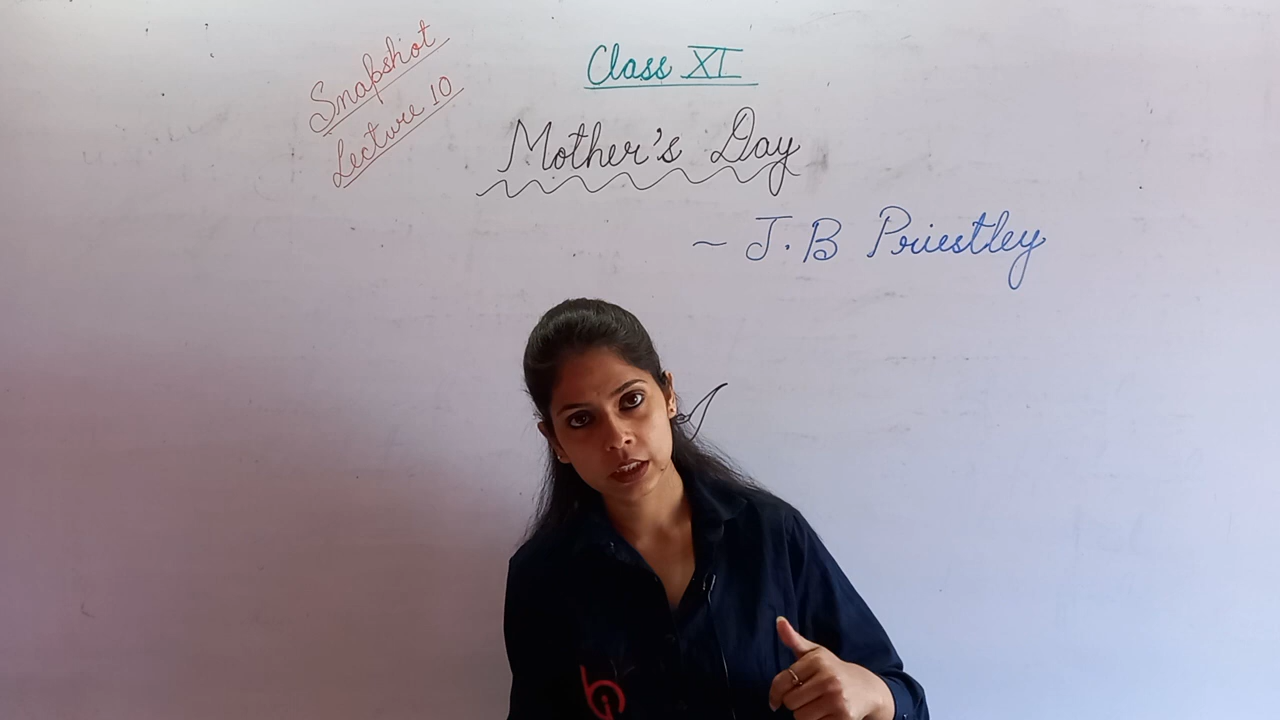 Snapshot
Lecture 10
Class XI
Mother's Day
~ J.B Priestley